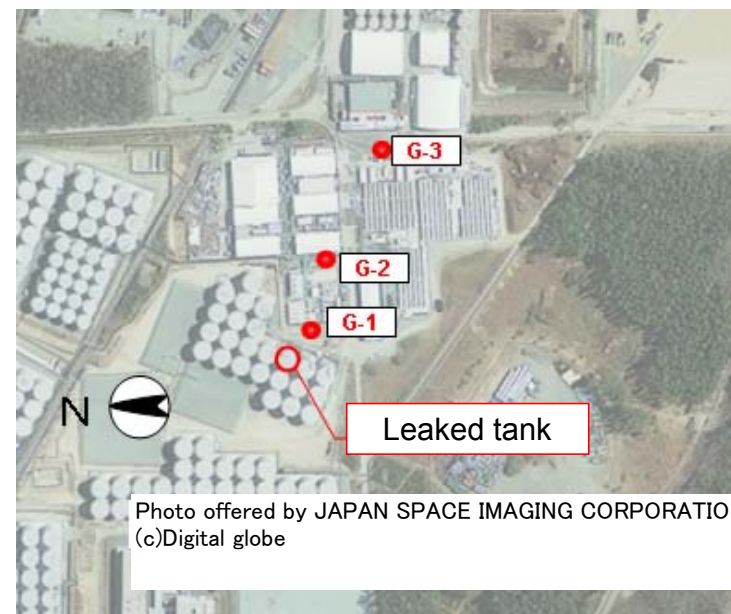 G-3
G-2
G-1
N
Leaked tank
Photo offered by JAPAN SPACE IMAGING CORPORATIO
(c)Digital globe